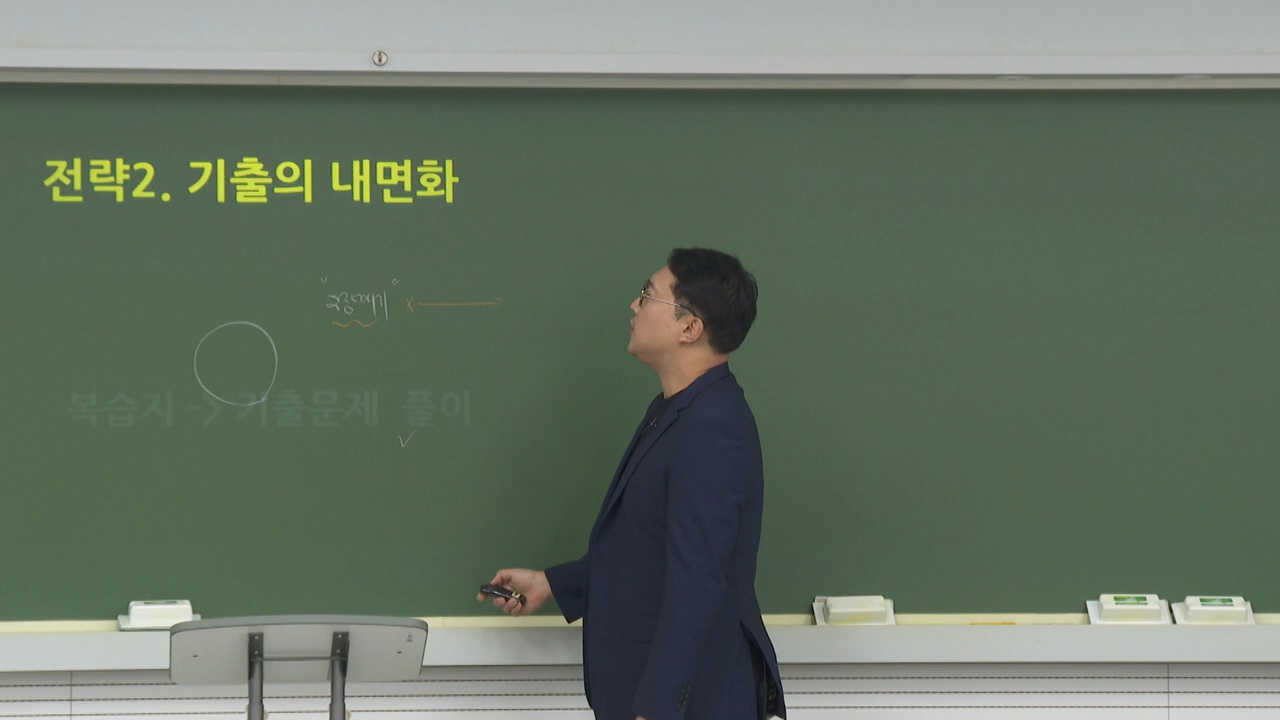 전략2. 기출의 내면화
복습지 -> 기출문제 풀이